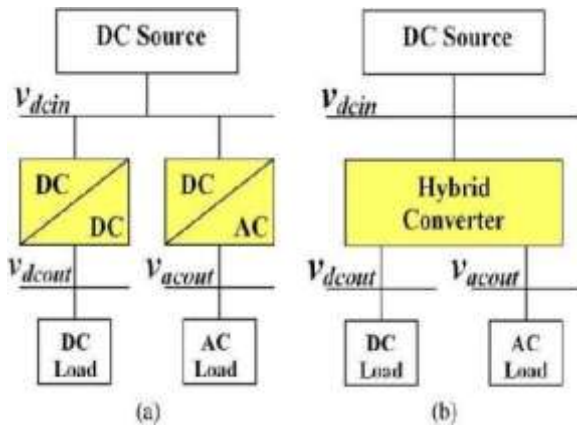 DC Source
v_dcin
DC
DC
DC
AC
v_dcout
v_acout
DC
Load
AC
Load
(a)
DC Source
v_dcin
Hybrid
Converter
v_dcout
v_acout
DC
Load
AC
Load
(b)